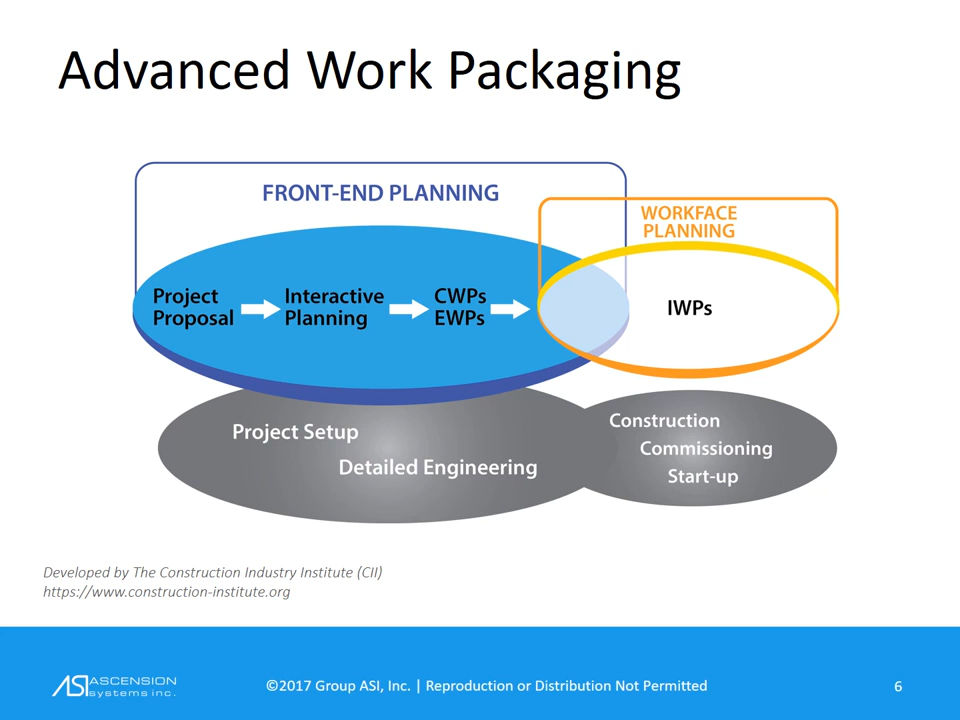 Advanced Work Packaging
FRONT-END PLANNING
WORKFACE
PLANNING
Project
Proposal
Interactive
Planning
CWPs
EWPs
IWPs
Project Setup
Detailed Engineering
Construction
Commissioning
Start-up
Developed by The Construction Industry Institute (CII)
https://www.construction-institute.org
ASI ASCENSION
systems inc.
©2017 Group ASI, Inc. | Reproduction or Distribution Not Permitted
6